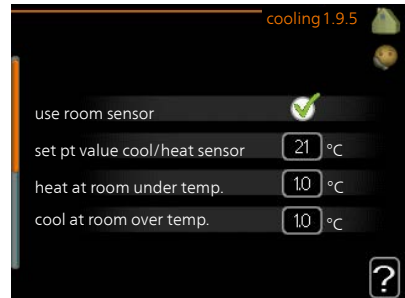 cooling 1.9.5
use room sensor
set pt value cool/heat sensor 21 °C
heat at room under temp. 1.0 °C
cool at room over temp. 1.0 °C
?